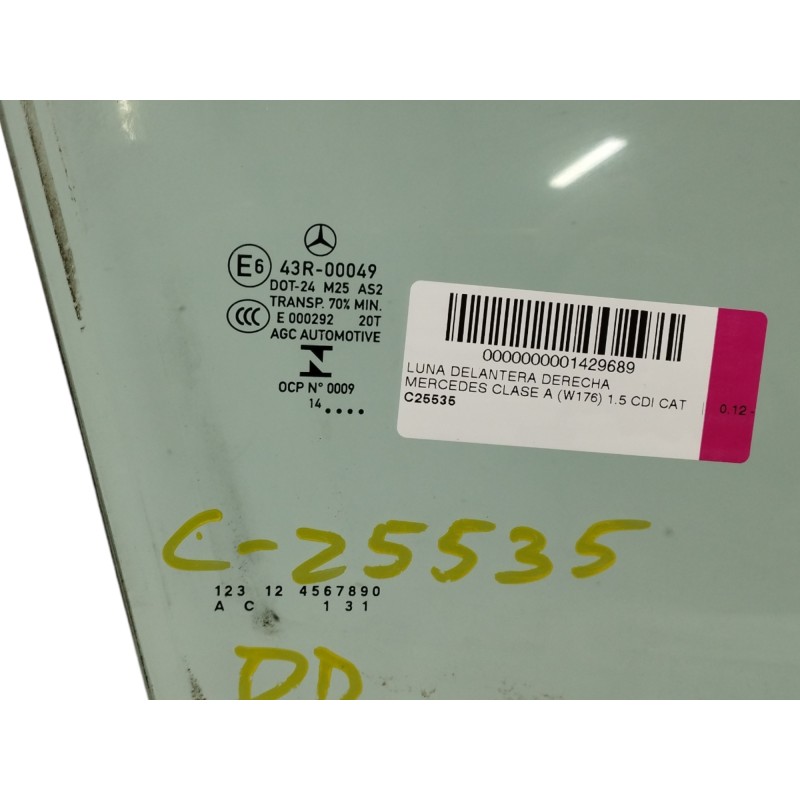 E6 43R-00049
DOT-24 M25 AS2
TRANSP. 70% MIN.
CCC E 000292 20T
AGC AUTOMOTIVE
N
OCP N° 0009
14 ....
0000000001429689
LUNA DELANTERA DERECHA
MERCEDES CLASE A (W176) 1.5 CDI CAT
C25535
0.12 -
C-25535
123 12 4567890
A C 1 31
DD